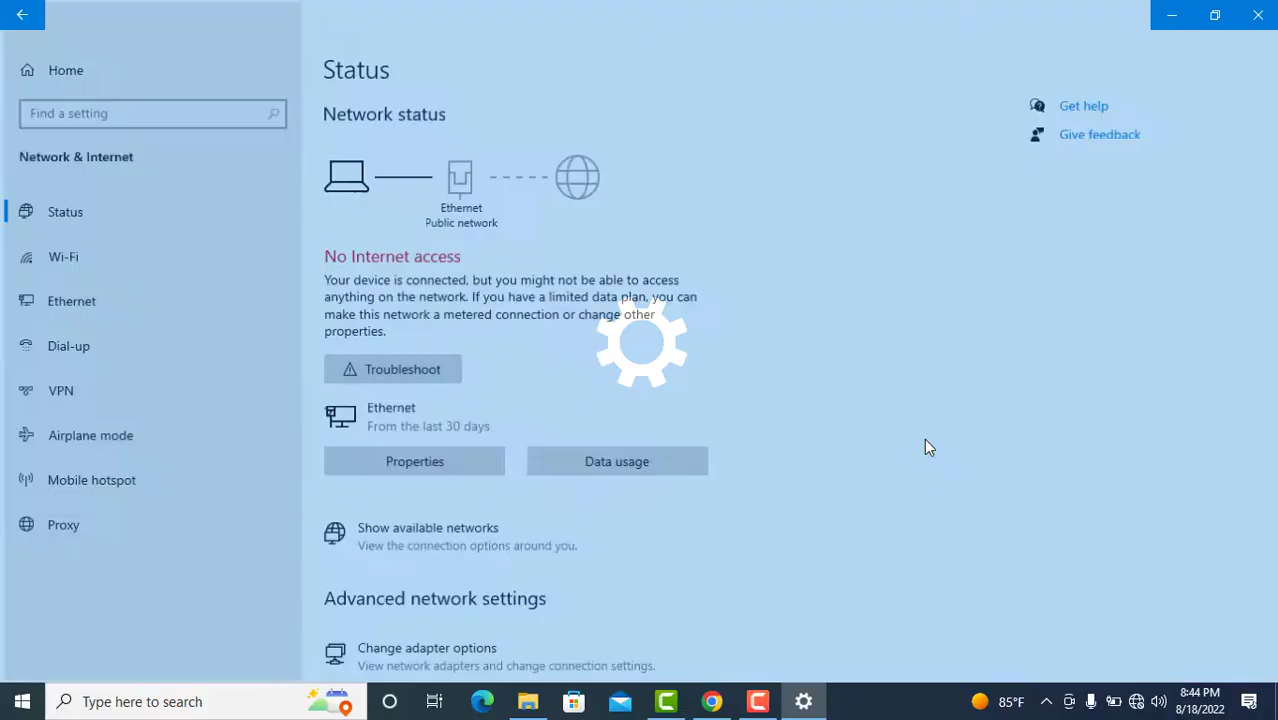 Home
Find a setting
Network & Internet
Status
Wi-Fi
Ethernet
Dial-up
VPN
Airplane mode
Mobile hotspot
Proxy
Status
Network status
Ethernet
Public network
No Internet access
Your device is connected, but you might not be able to access
anything on the network. If you have a limited data plan, you can
make this network a metered connection or change other
properties.
Troubleshoot
Ethernet
From the last 30 days
Properties
Data usage
Show available networks
View the connection options around you.
Advanced network settings
Change adapter options
View network adapters and change connection settings.
Get help
Give feedback
Type here to search
85°F
8:44 PM
8/18/2022